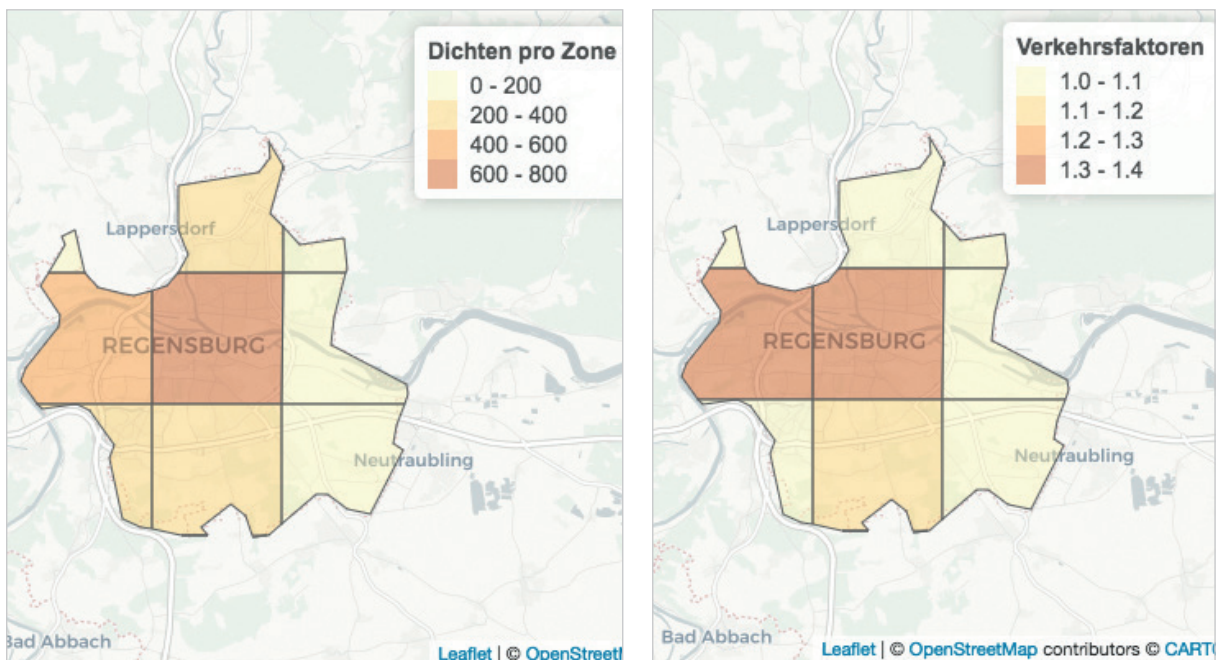 Dichten pro Zone
0 - 200
200 - 400
400 - 600
600 - 800
Lappersdorf
REGENSBURG
Neutraubling
Bad Abbach
Leaflet | © OpenStreetM
Verkehrsfaktoren
1.0 - 1.1
1.1 - 1.2
1.2 - 1.3
1.3 - 1.4
Lappersdorf
REGENSBURG
Neutraubling
Bad Abbach
Leaflet | © OpenStreetMap contributors © CARTO